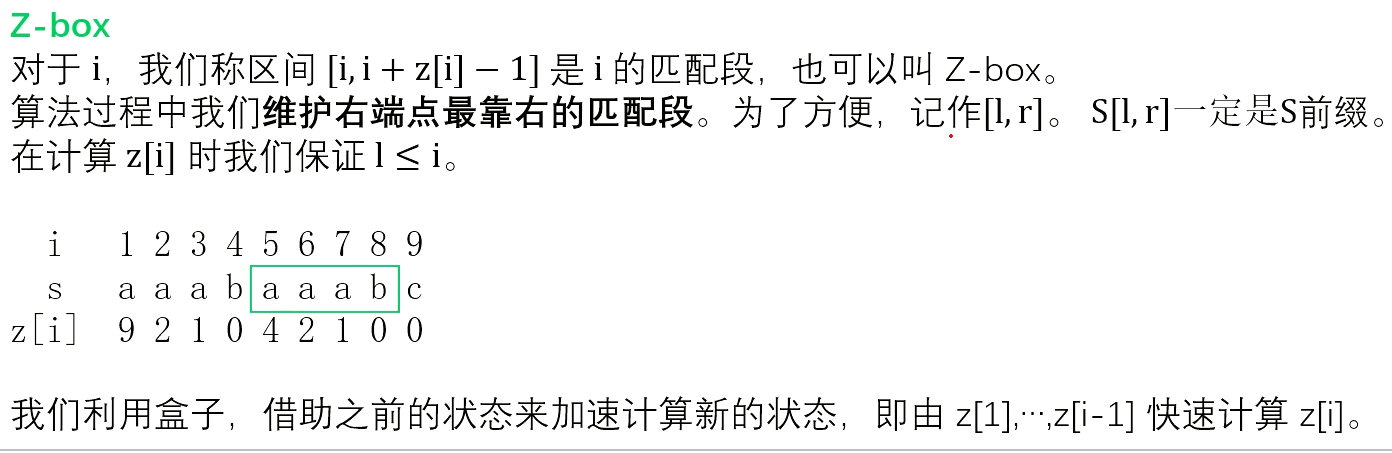 Z-box
对于 i，我们称区间 [i, i + z[i] − 1] 是 i 的匹配段，也可以叫 Z-box。
算法过程中我们维护右端点最靠右的匹配段。为了方便，记作[l, r]。 S[l, r]一定是S前缀。
在计算 z[i] 时我们保证 l ≤ i。
i 1 2 3 4 5 6 7 8 9
s a a a b a a a b c
z[i] 9 2 1 0 4 2 1 0 0
我们利用盒子，借助之前的状态来加速计算新的状态，即由 z[1],···,z[i-1] 快速计算 z[i]。